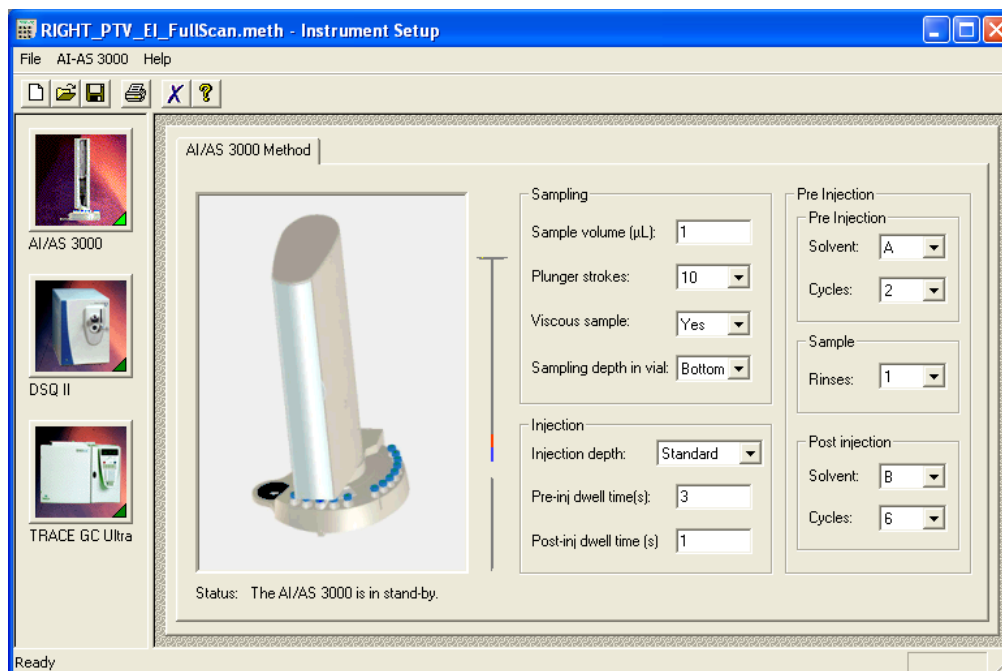 RIGHT_PTV_EI_FullScan.meth - Instrument Setup
File AI-AS 3000 Help
AI/AS 3000
DSQ II
TRACE GC Ultra
AI/AS 3000 Method
Status: The AI/AS 3000 is in stand-by.
Sampling
Sample volume (µL): 1
Plunger strokes: 10
Viscous sample: Yes
Sampling depth in vial: Bottom
Injection
Injection depth: Standard
Pre-inj dwell time(s): 3
Post-inj dwell time (s) 1
Pre Injection
Pre Injection
Solvent: A
Cycles: 2
Sample
Rinses: 1
Post injection
Solvent: B
Cycles: 6
Ready